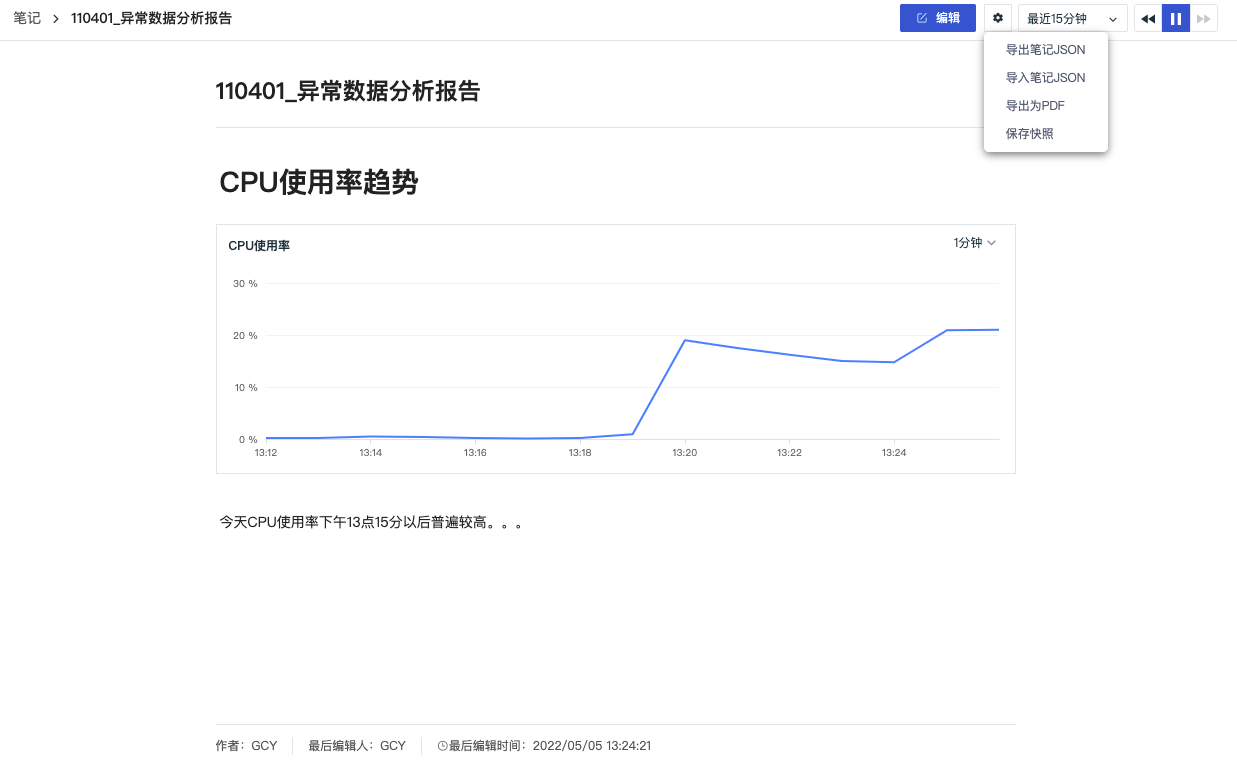 笔记 > 110401_异常数据分析报告
编辑
最近15分钟
导出笔记JSON
导入笔记JSON
导出为PDF
保存快照
110401_异常数据分析报告
CPU使用率趋势
CPU使用率
1分钟
30 %
20 %
10 %
0 %
13:12 13:14 13:16 13:18 13:20 13:22 13:24
今天CPU使用率下午13点15分以后普遍较高。。。
作者：GCY 最后编辑人：GCY 最后编辑时间：2022/05/05 13:24:21